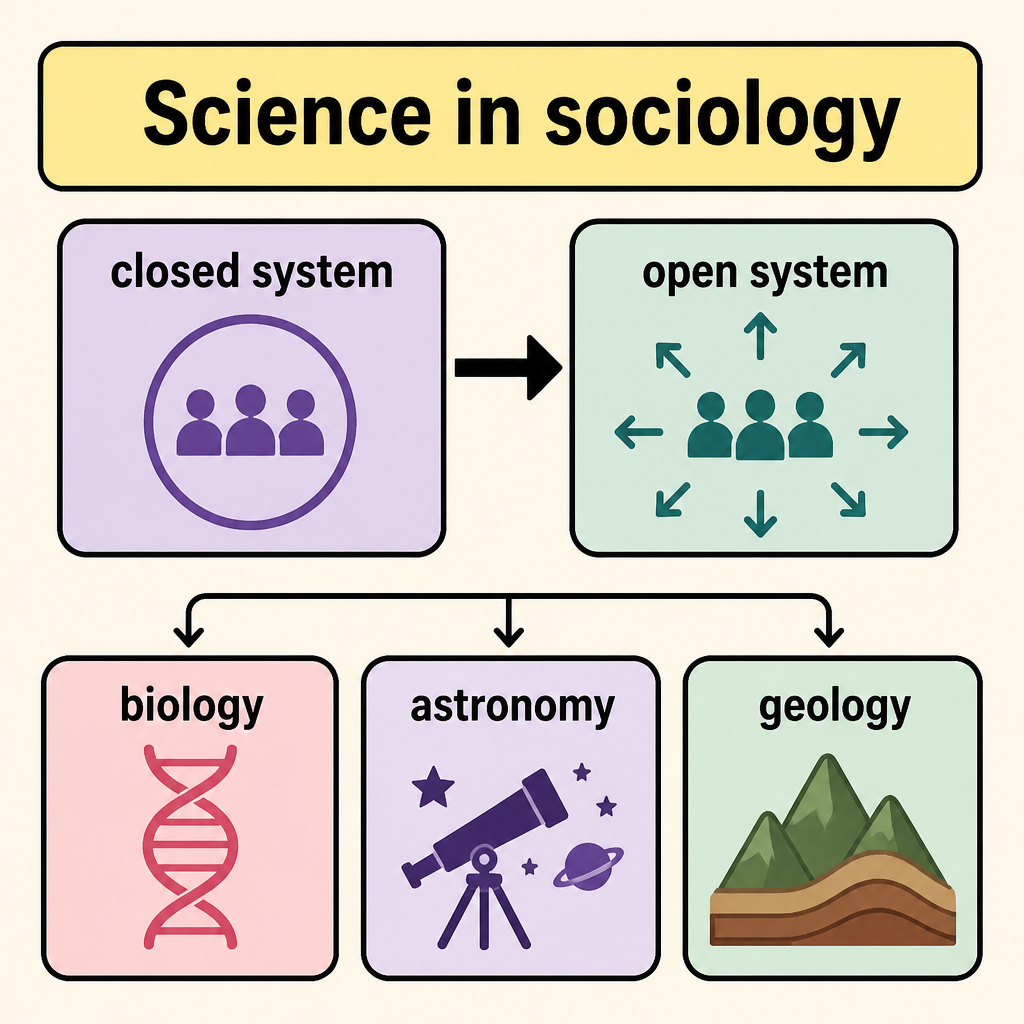 Science in sociology
closed system
open system
biology
astronomy
geology